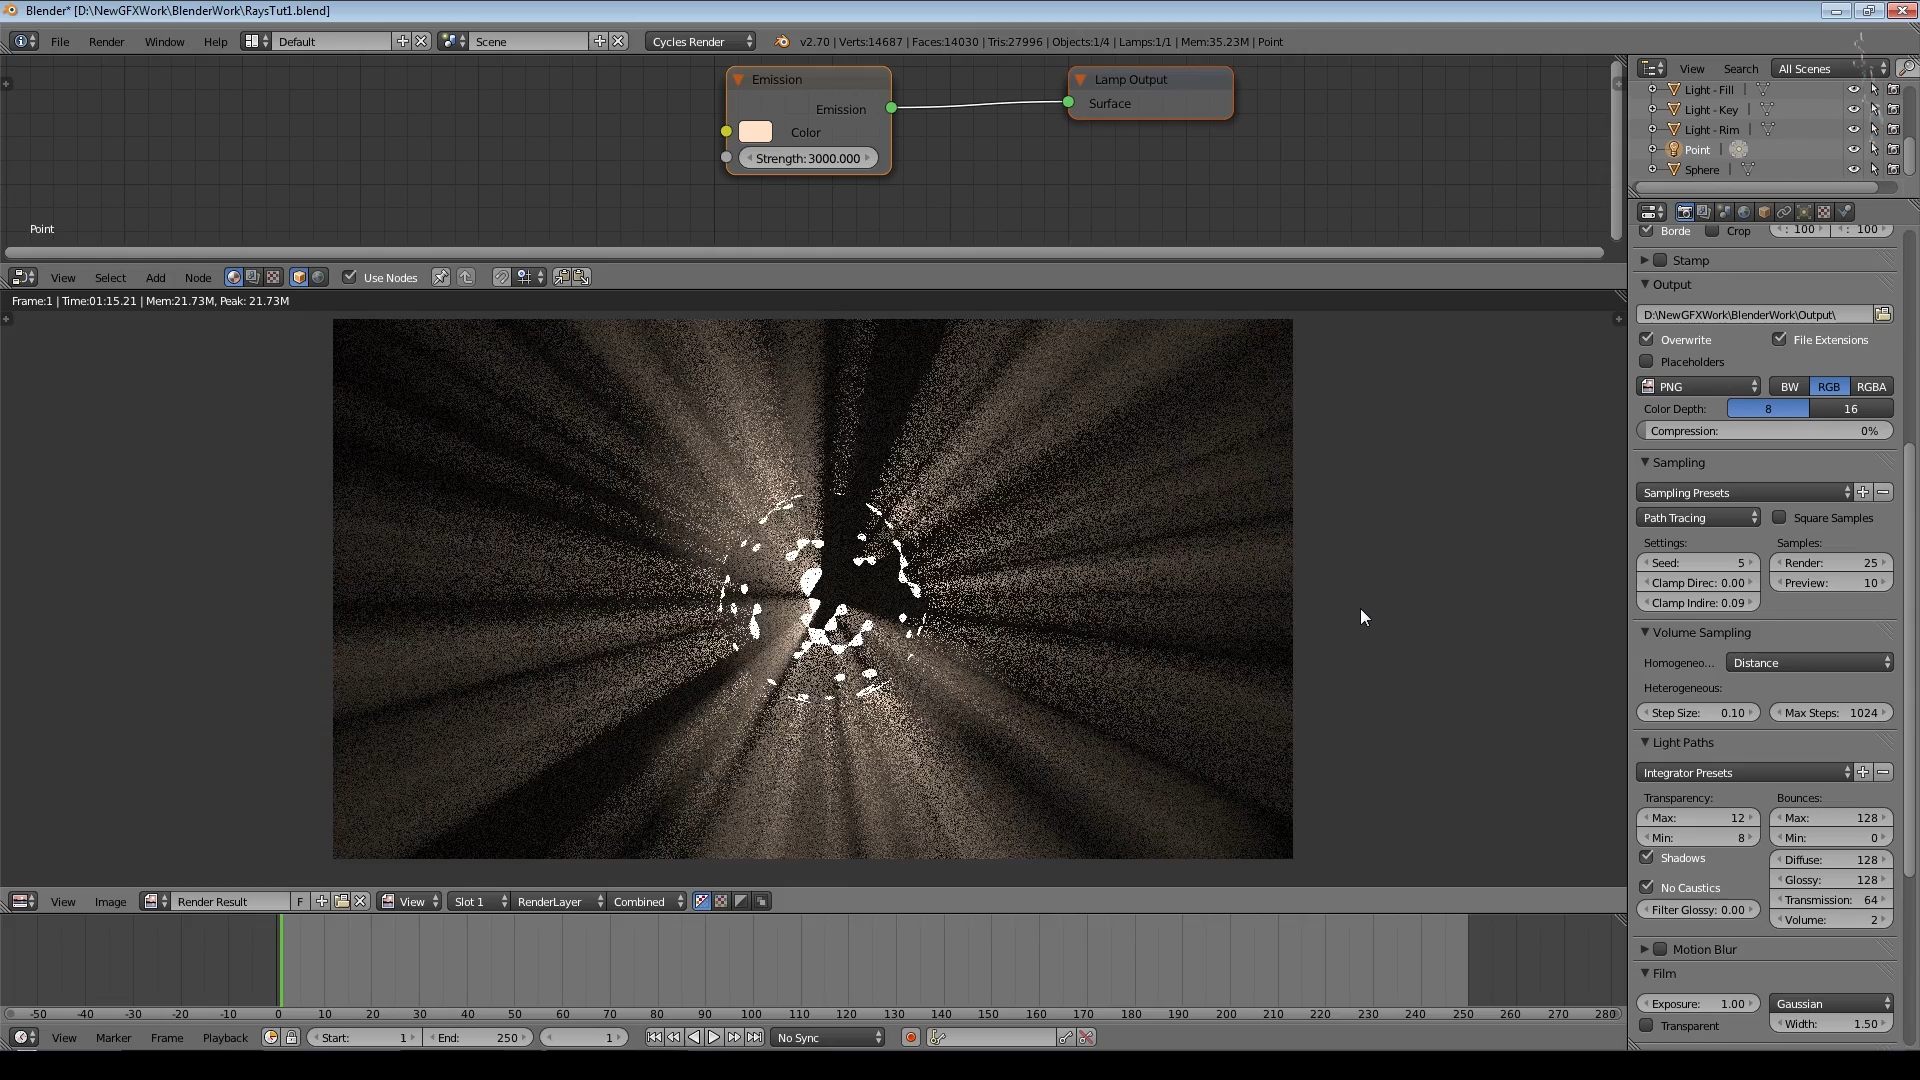 Blender* [D:\NewGFXWork\BlenderWork\RaysTut1.blend]
File Render Window Help Default Scene Cycles Render v2.70 | Verts:14687 | Faces:14030 | Tris:27996 | Objects:1/4 | Lamps:1/1 | Mem:35.23M | Point
Emission
Emission
Color
Strength: 3000.000
Lamp Output
Surface
Point
View Select Add Node Use Nodes
Frame:1 | Time:01:15.21 | Mem:21.73M, Peak: 21.73M
View Image Render Result F View Slot 1 RenderLayer Combined
-50 -40 -30 -20 -10 0 10 20 30 40 50 60 70 80 90 100 110 120 130 140 150 160 170 180 190 200 210 220 230 240 250 260 270 280
View Marker Frame Playback Start: 1 End: 250 1 No Sync
View Search All Scenes
Light - Fill
Light - Key
Light - Rim
Point
Sphere
Borde Crop : 100 : 100
Stamp
Output
D:\NewGFXWork\BlenderWork\Output\
Overwrite File Extensions
Placeholders
PNG BW RGB RGBA
Color Depth: 8 16
Compression: 0%
Sampling
Sampling Presets
Path Tracing Square Samples
Settings: Samples:
Seed: 5 Render: 25
Clamp Direc: 0.00 Preview: 10
Clamp Indire: 0.09
Volume Sampling
Homogeneo... Distance
Heterogeneous:
Step Size: 0.10 Max Steps: 1024
Light Paths
Integrator Presets
Transparency: Bounces:
Max: 12 Max: 128
Min: 8 Min: 0
Shadows Diffuse: 128
No Caustics Glossy: 128
Filter Glossy: 0.00 Transmission: 64
Volume: 2
Motion Blur
Film
Exposure: 1.00 Gaussian
Transparent Width: 1.50